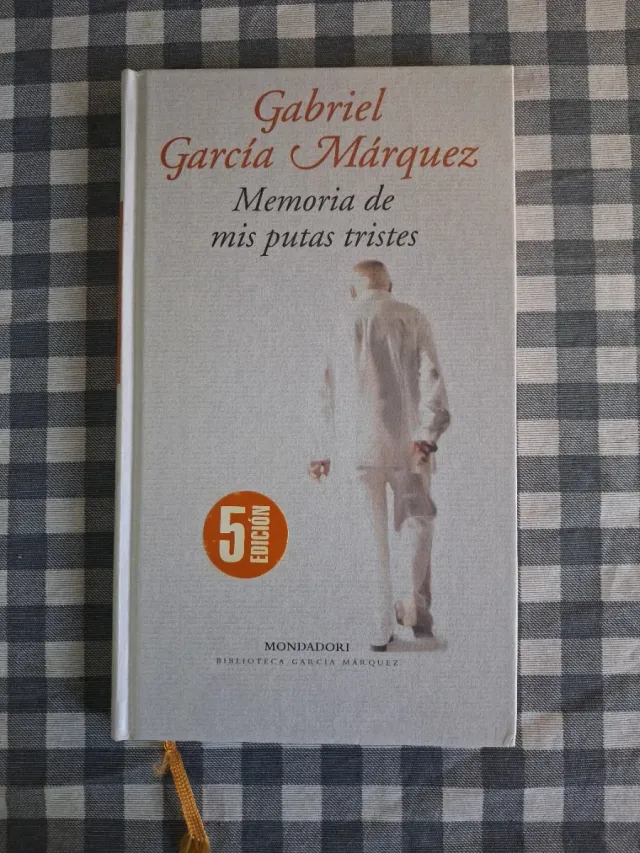 Gabriel
García Márquez
Memoria de
mis putas tristes
5
EDICIÓN
MONDADORI
BIBLIOTECA GARCÍA MÁRQUEZ